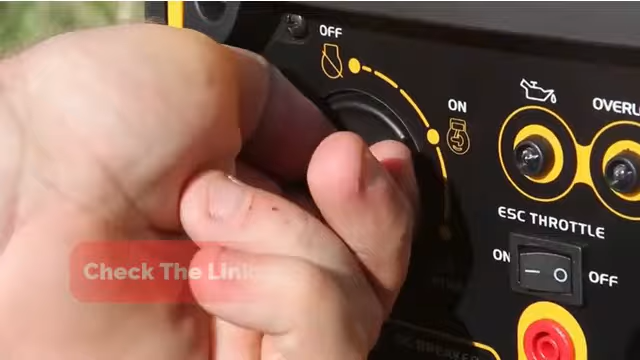 OFF
ON
OVERL
ESC THROTTLE
ON
OFF
Check The Link